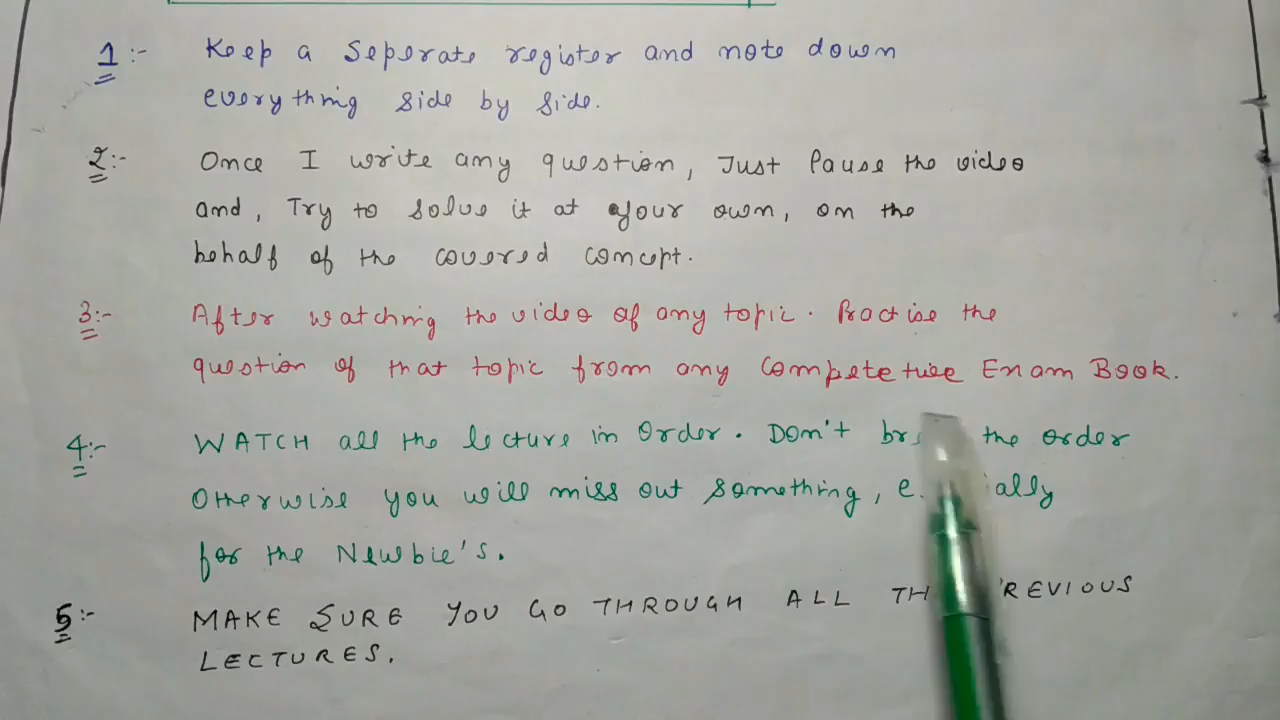 1:- Keep a Seperate register and note down
everything side by side.
2:- Once I write any question, Just Pause the video
and, Try to solve it at your own, on the
behalf of the covered concept.
3:- After watching the video of any topic. Practise the
question of that topic from any Competetive Exam Book.
4:- WATCH all the lecture in Order. Don't the order
Otherwise you will miss out something,
for the Newbie's.
5:- MAKE SURE YOU GO THROUGH ALL
LECTURES.